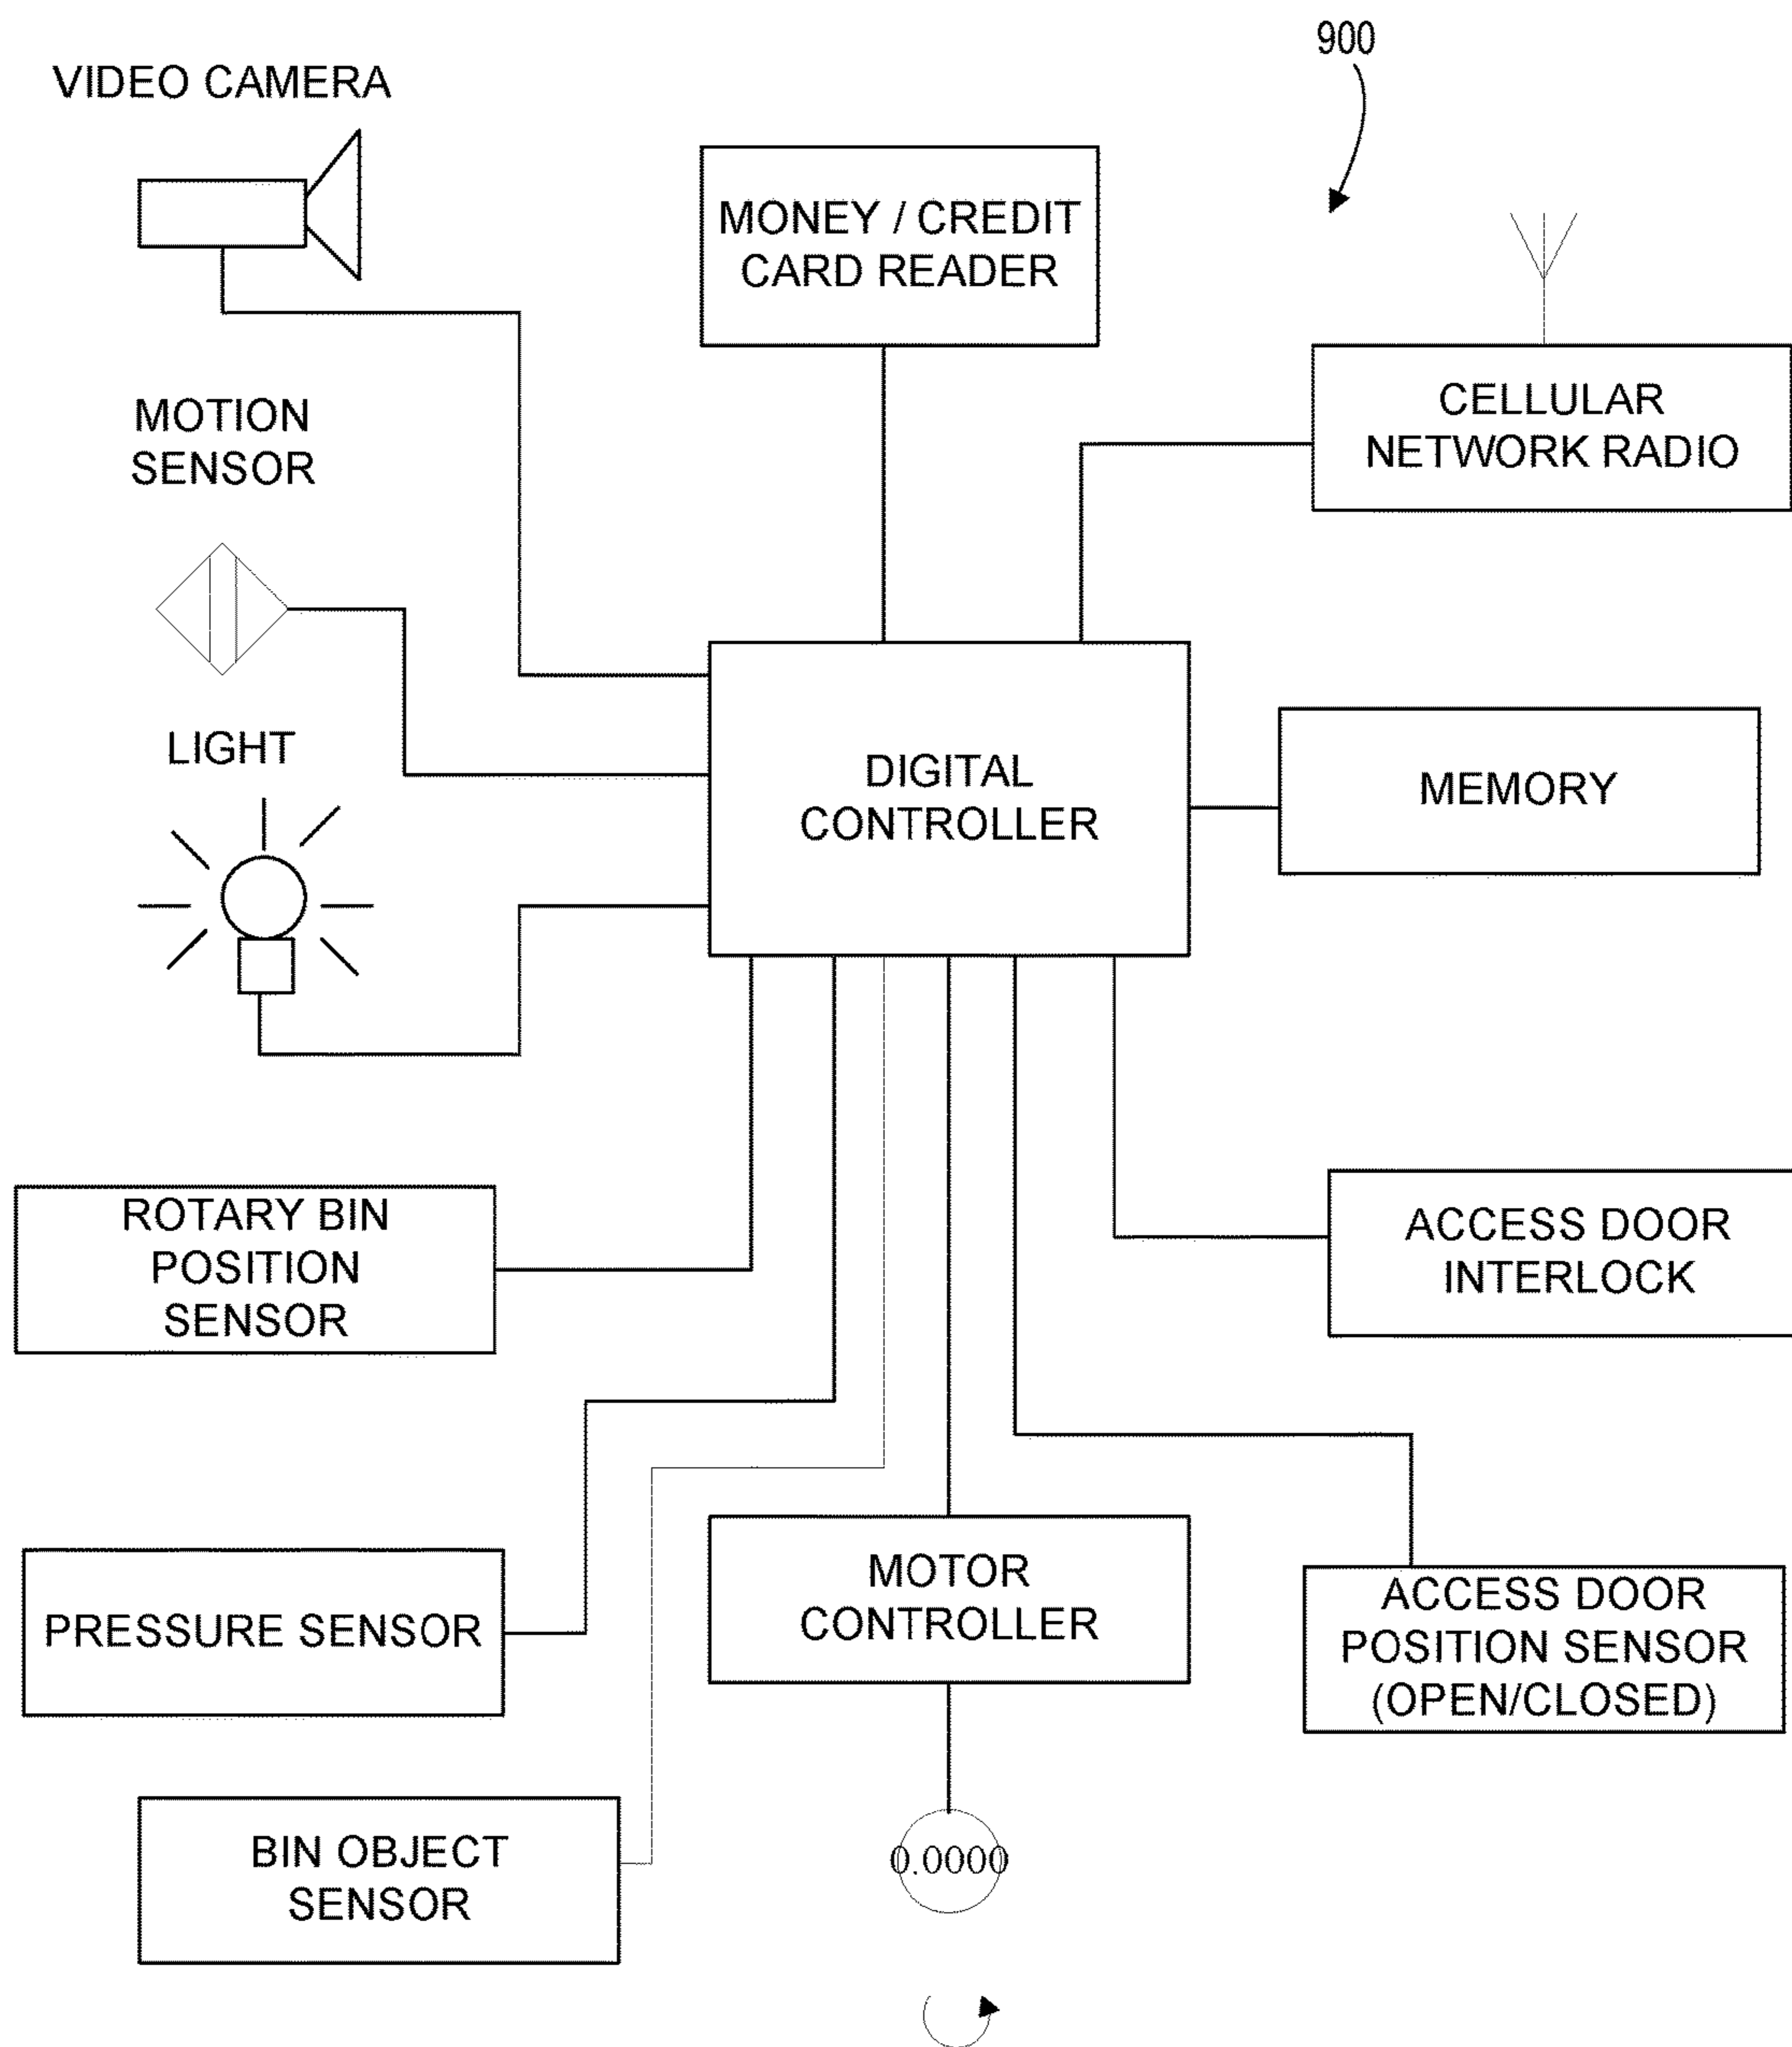 900
VIDEO CAMERA
MONEY / CREDIT
CARD READER
CELLULAR
NETWORK RADIO
MOTION
SENSOR
LIGHT
DIGITAL
CONTROLLER
MEMORY
ROTARY BIN
POSITION
SENSOR
ACCESS DOOR
INTERLOCK
PRESSURE SENSOR
MOTOR
CONTROLLER
ACCESS DOOR
POSITION SENSOR
(OPEN/CLOSED)
BIN OBJECT
SENSOR
0.0000